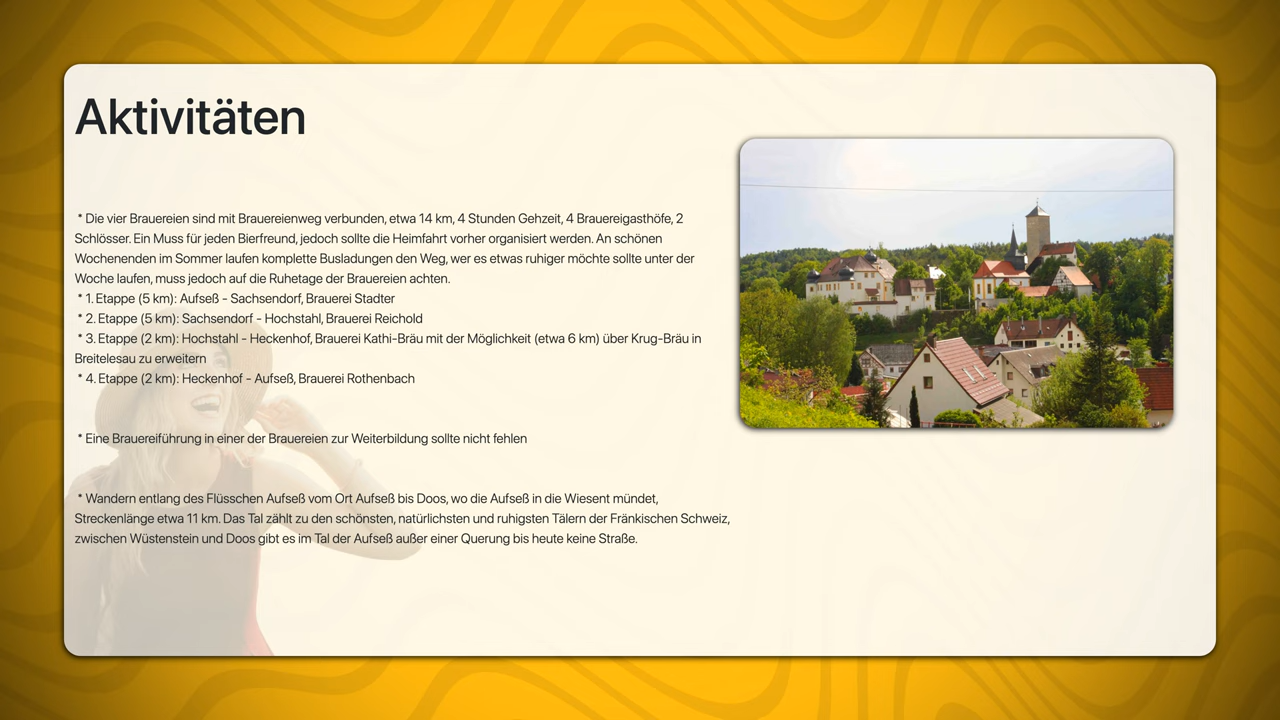 Aktivitäten
* Die vier Brauereien sind mit Brauereienweg verbunden, etwa 14 km, 4 Stunden Gehzeit, 4 Brauereigasthöfe, 2
Schlösser. Ein Muss für jeden Bierfreund, jedoch sollte die Heimfahrt vorher organisiert werden. An schönen
Wochenenden im Sommer laufen komplette Busladungen den Weg, wer es etwas ruhiger möchte sollte unter der
Woche laufen, muss jedoch auf die Ruhetage der Brauereien achten.
* 1. Etappe (5 km): Aufseß - Sachsendorf, Brauerei Stadter
* 2. Etappe (5 km): Sachsendorf - Hochstahl, Brauerei Reichold
* 3. Etappe (2 km): Hochstahl - Heckenhof, Brauerei Kathi-Bräu mit der Möglichkeit (etwa 6 km) über Krug-Bräu in
Breitelesau zu erweitern
* 4. Etappe (2 km): Heckenhof - Aufseß, Brauerei Rothenbach
* Eine Brauereiführung in einer der Brauereien zur Weiterbildung sollte nicht fehlen
* Wandern entlang des Flüsschen Aufseß vom Ort Aufseß bis Doos, wo die Aufseß in die Wiesent mündet,
Streckenlänge etwa 11 km. Das Tal zählt zu den schönsten, natürlichsten und ruhigsten Tälern der Fränkischen Schweiz,
zwischen Wüstenstein und Doos gibt es im Tal der Aufseß außer einer Querung bis heute keine Straße.